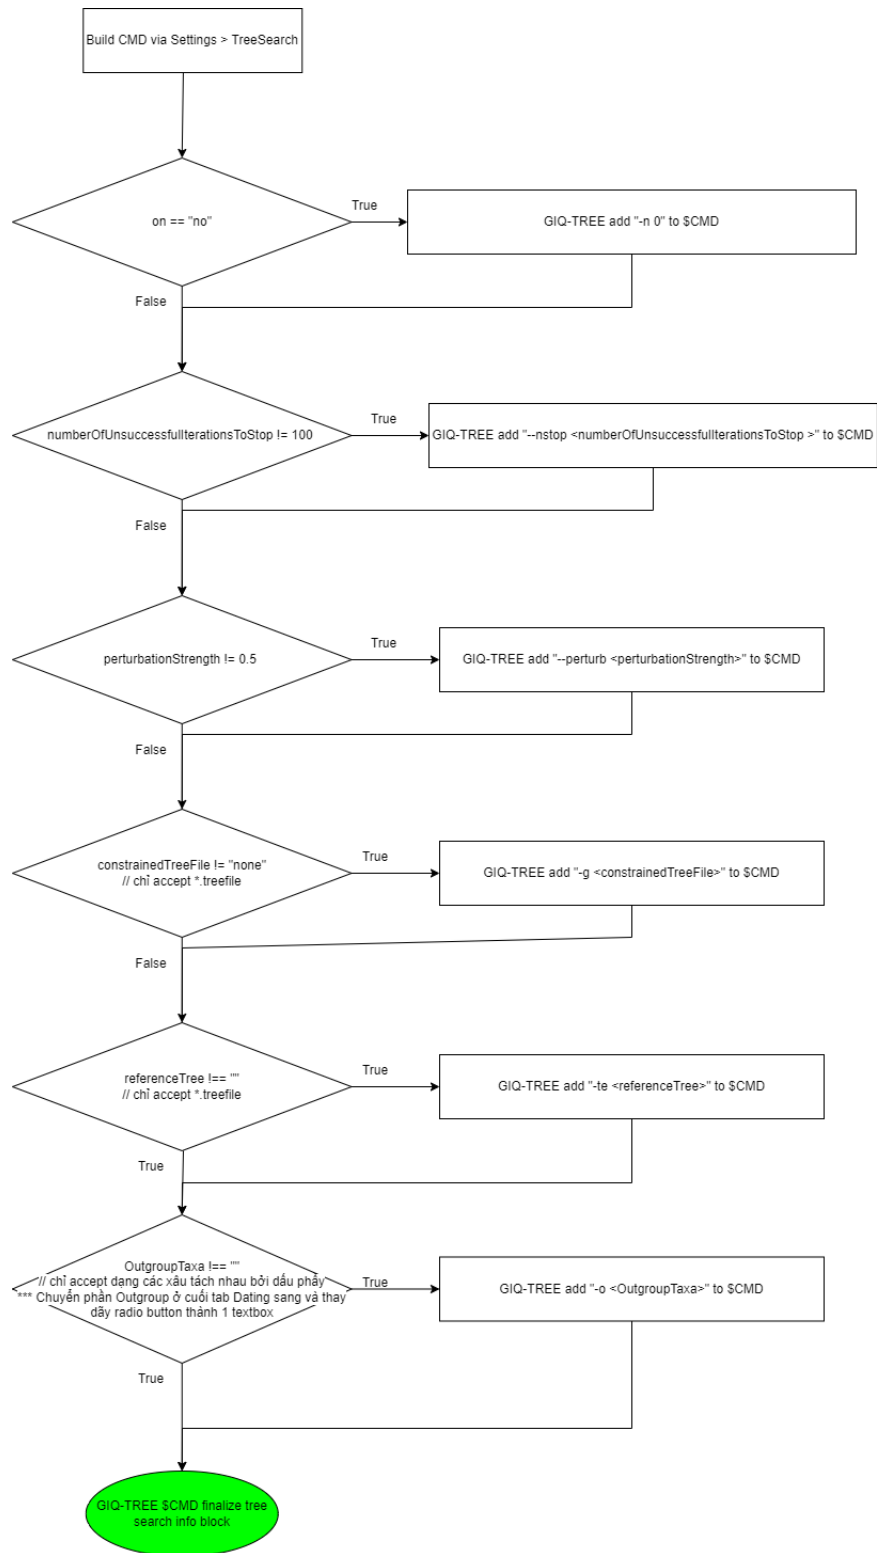 Build CMD via Settings > TreeSearch
on == "no"
True
GIQ-TREE add "-n 0" to $CMD
False
numberOfUnsuccessfulIterationsToStop != 100
True
GIQ-TREE add "--nstop <numberOfUnsuccessfulIterationsToStop >" to $CMD
False
perturbationStrength != 0.5
True
GIQ-TREE add "--perturb <perturbationStrength>" to $CMD
False
constrainedTreeFile != "none"
// chỉ accept *.treefile
True
GIQ-TREE add "-g <constrainedTreeFile>" to $CMD
False
referenceTree !== ""
// chỉ accept *.treefile
True
GIQ-TREE add "-te <referenceTree>" to $CMD
True
OutgroupTaxa !== ""
// chỉ accept dạng các xâu tách nhau bởi dấu phẩy
*** Chuyển phần Outgroup ở cuối tab Dating sang và thay
dãy radio button thành 1 textbox
True
GIQ-TREE add "-o <OutgroupTaxa>" to $CMD
True
GIQ-TREE $CMD finalize tree
search info block